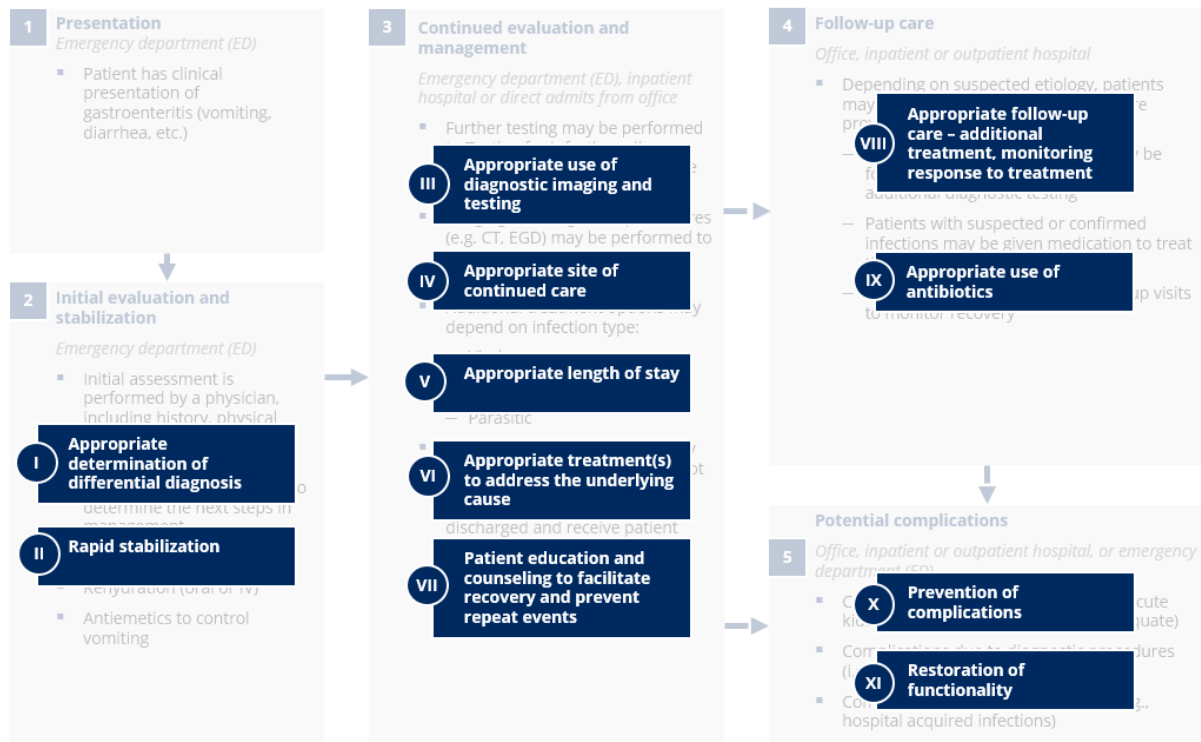 1
Presentation
Emergency department (ED)
Patient has clinical
presentation of
gastroenteritis (vomiting,
diarrhea, etc.)
2
Initial evaluation and
stabilization
Emergency department (ED)
Initial assessment is
performed by a physician,
including history, physical
I
Appropriate
determination of
differential diagnosis
determine the next steps in
management
II
Rapid stabilization
– Rehydration (oral or IV)
Antiemetics to control
vomiting
3
Continued evaluation and
management
Emergency department (ED), inpatient
hospital or direct admits from office
Further testing may be performed
III
Appropriate use of
diagnostic imaging and
testing
(e.g. CT, EGD) may be performed to
IV
Appropriate site of
continued care
Additional treatment options may
depend on infection type:
V
Appropriate length of stay
– Parasitic
VI
Appropriate treatment(s)
to address the underlying
cause
discharged and receive patient
VII
Patient education and
counseling to facilitate
recovery and prevent
repeat events
4
Follow-up care
Office, inpatient or outpatient hospital
Depending on suspected etiology, patients
may
VIII
Appropriate follow-up
care – additional
treatment, monitoring
response to treatment
be
additional diagnostic testing
– Patients with suspected or confirmed
infections may be given medication to treat
IX
Appropriate use of
antibiotics
up visits
to monitor recovery
5
Potential complications
Office, inpatient or outpatient hospital, or emergency
department (ED)
X
Prevention of
complications
XI
Restoration of
functionality
hospital acquired infections)